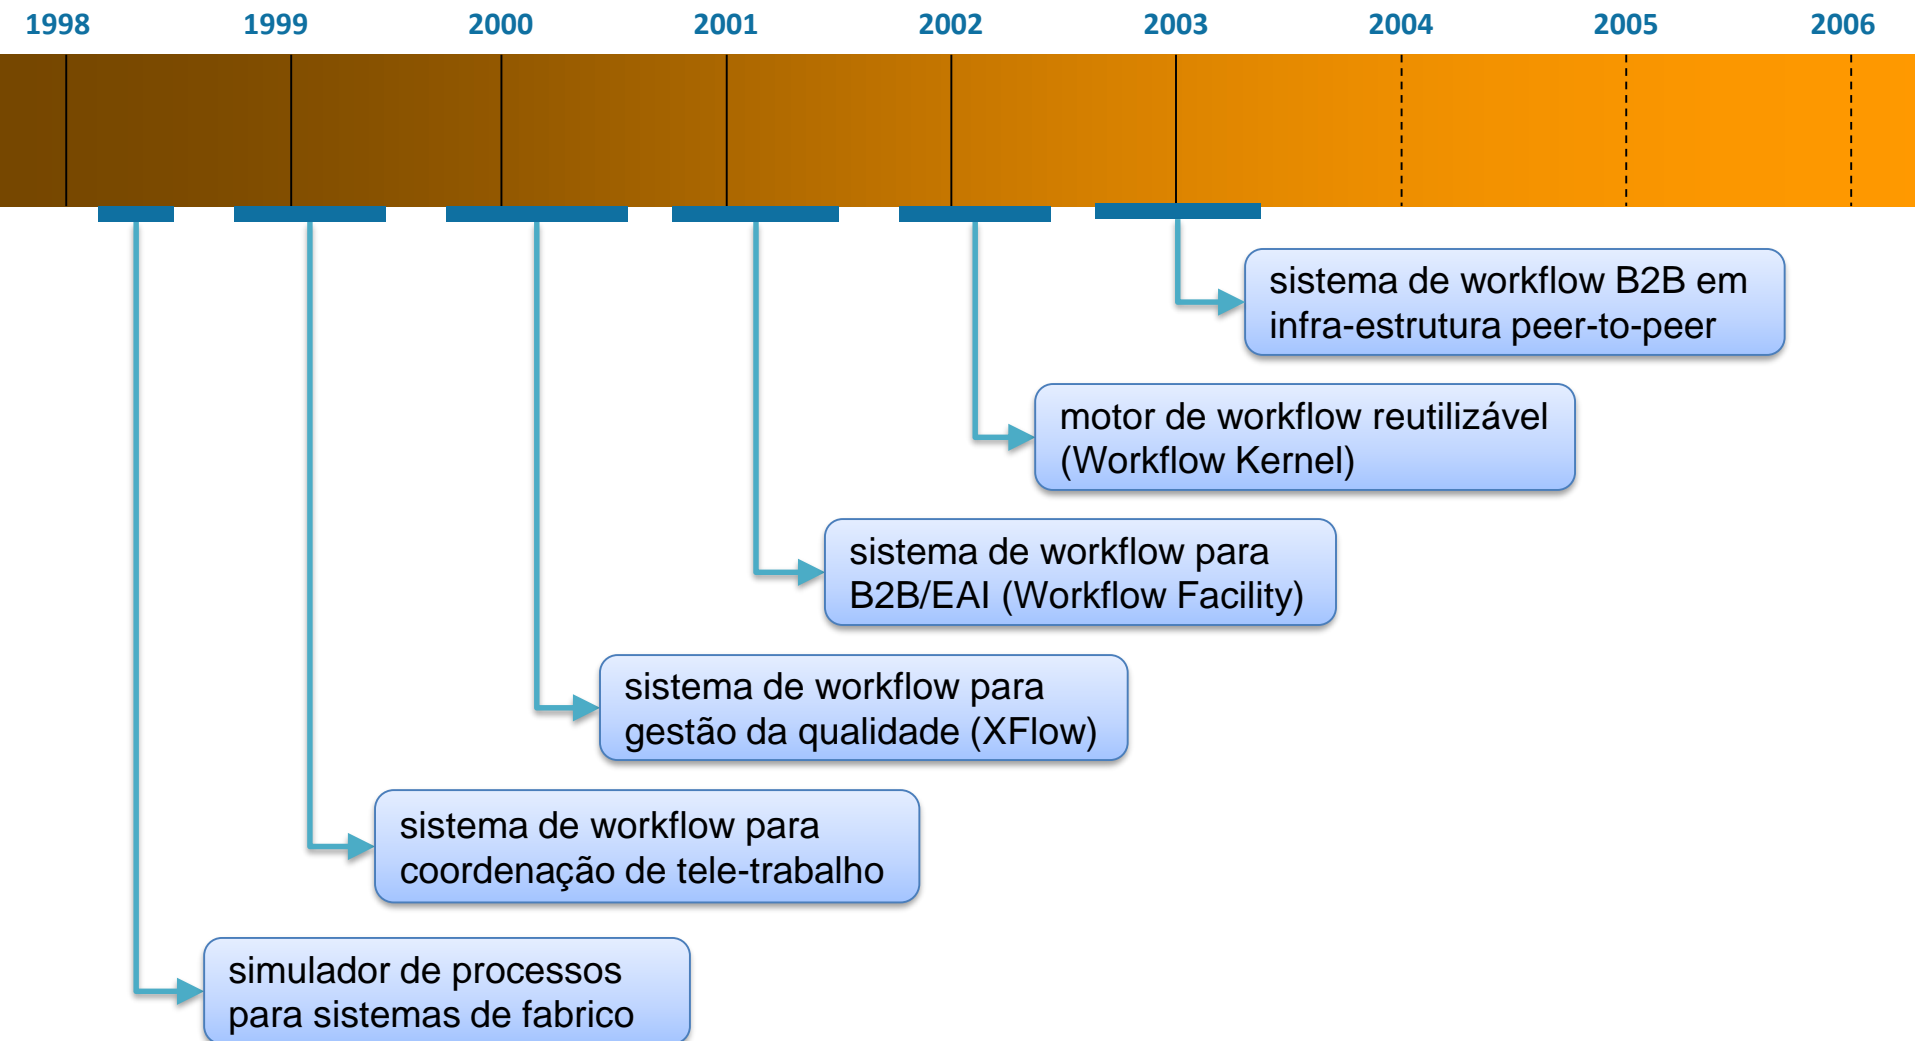 1998 1999 2000 2001 2002 2003 2004 2005 2006
sistema de workflow B2B em
infra-estrutura peer-to-peer
motor de workflow reutilizável
(Workflow Kernel)
sistema de workflow para
B2B/EAI (Workflow Facility)
sistema de workflow para
gestão da qualidade (XFlow)
sistema de workflow para
coordenação de tele-trabalho
simulador de processos
para sistemas de fabrico